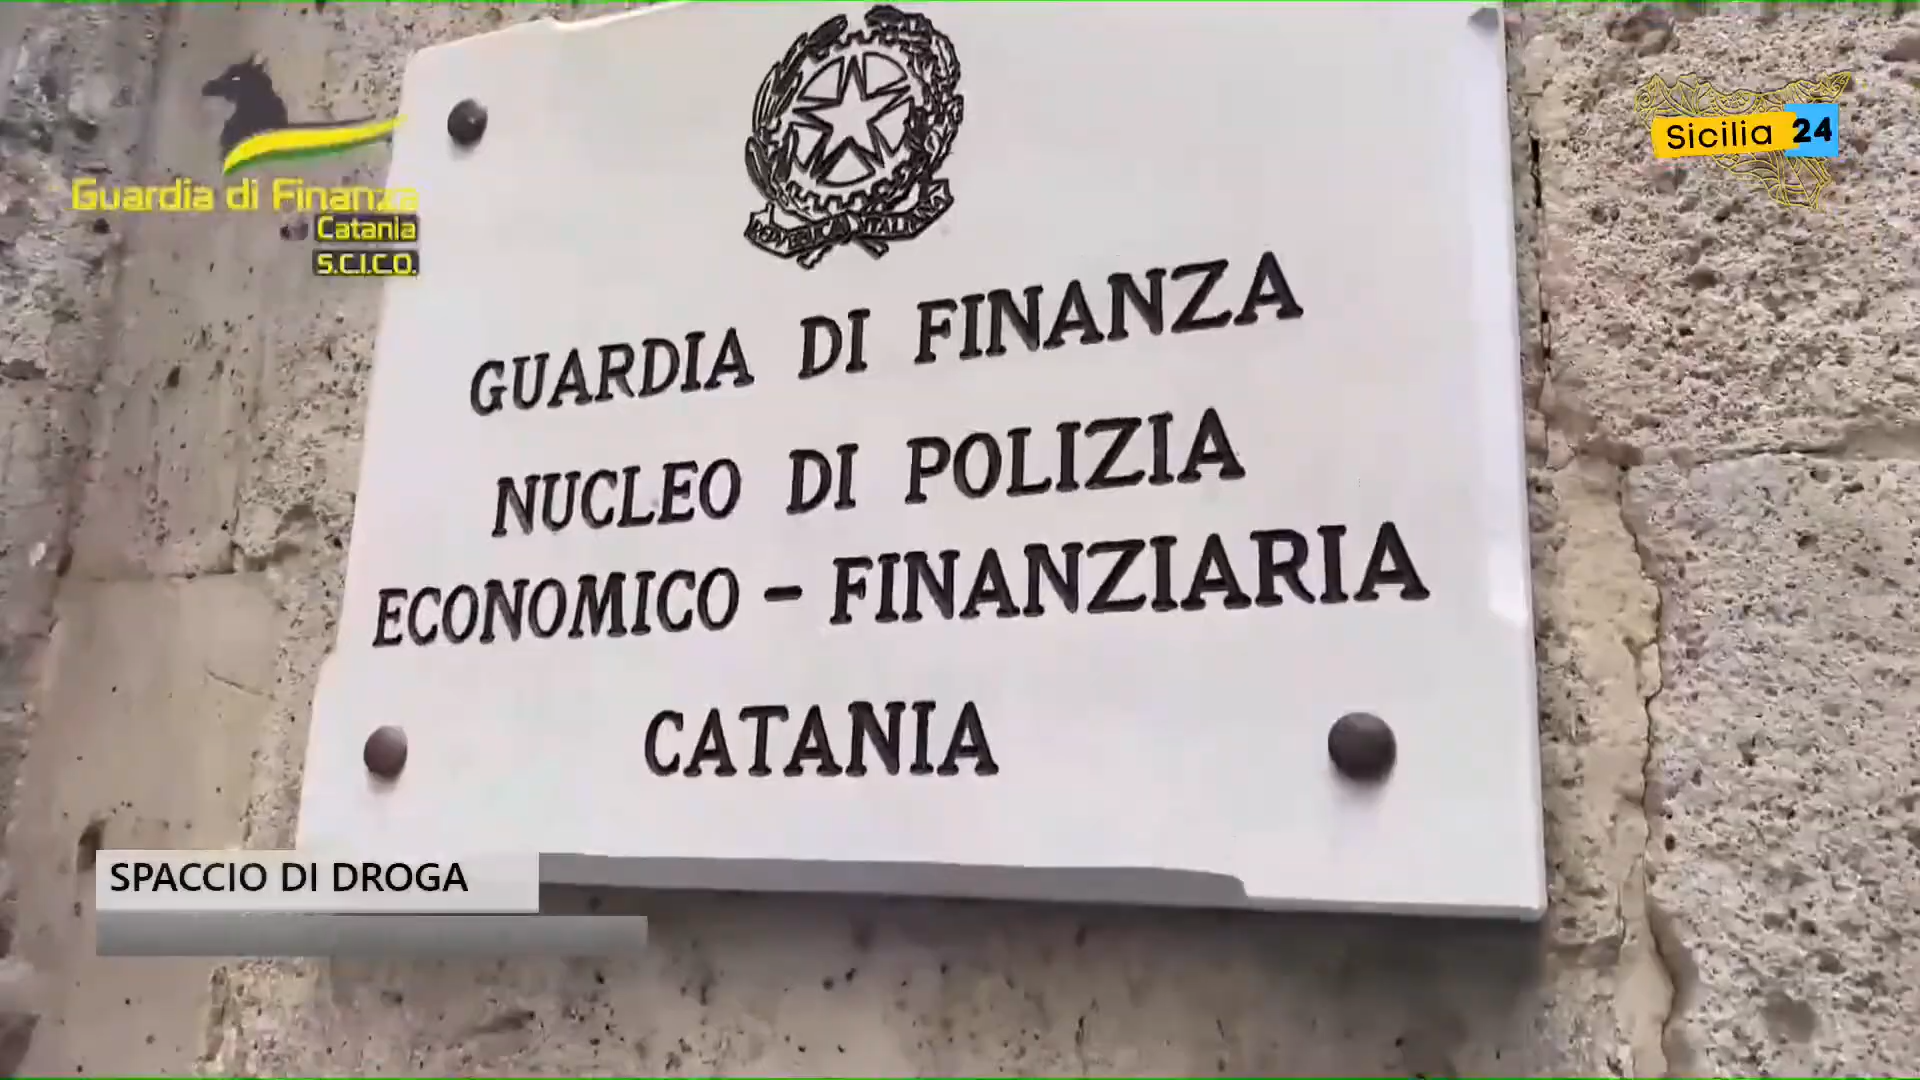 Guardia di Finanza
Catania
S.C.I.C.O.
Sicilia 24
REPVBBLICA ITALIANA
GUARDIA DI FINANZA
NUCLEO DI POLIZIA
ECONOMICO - FINANZIARIA
CATANIA
SPACCIO DI DROGA